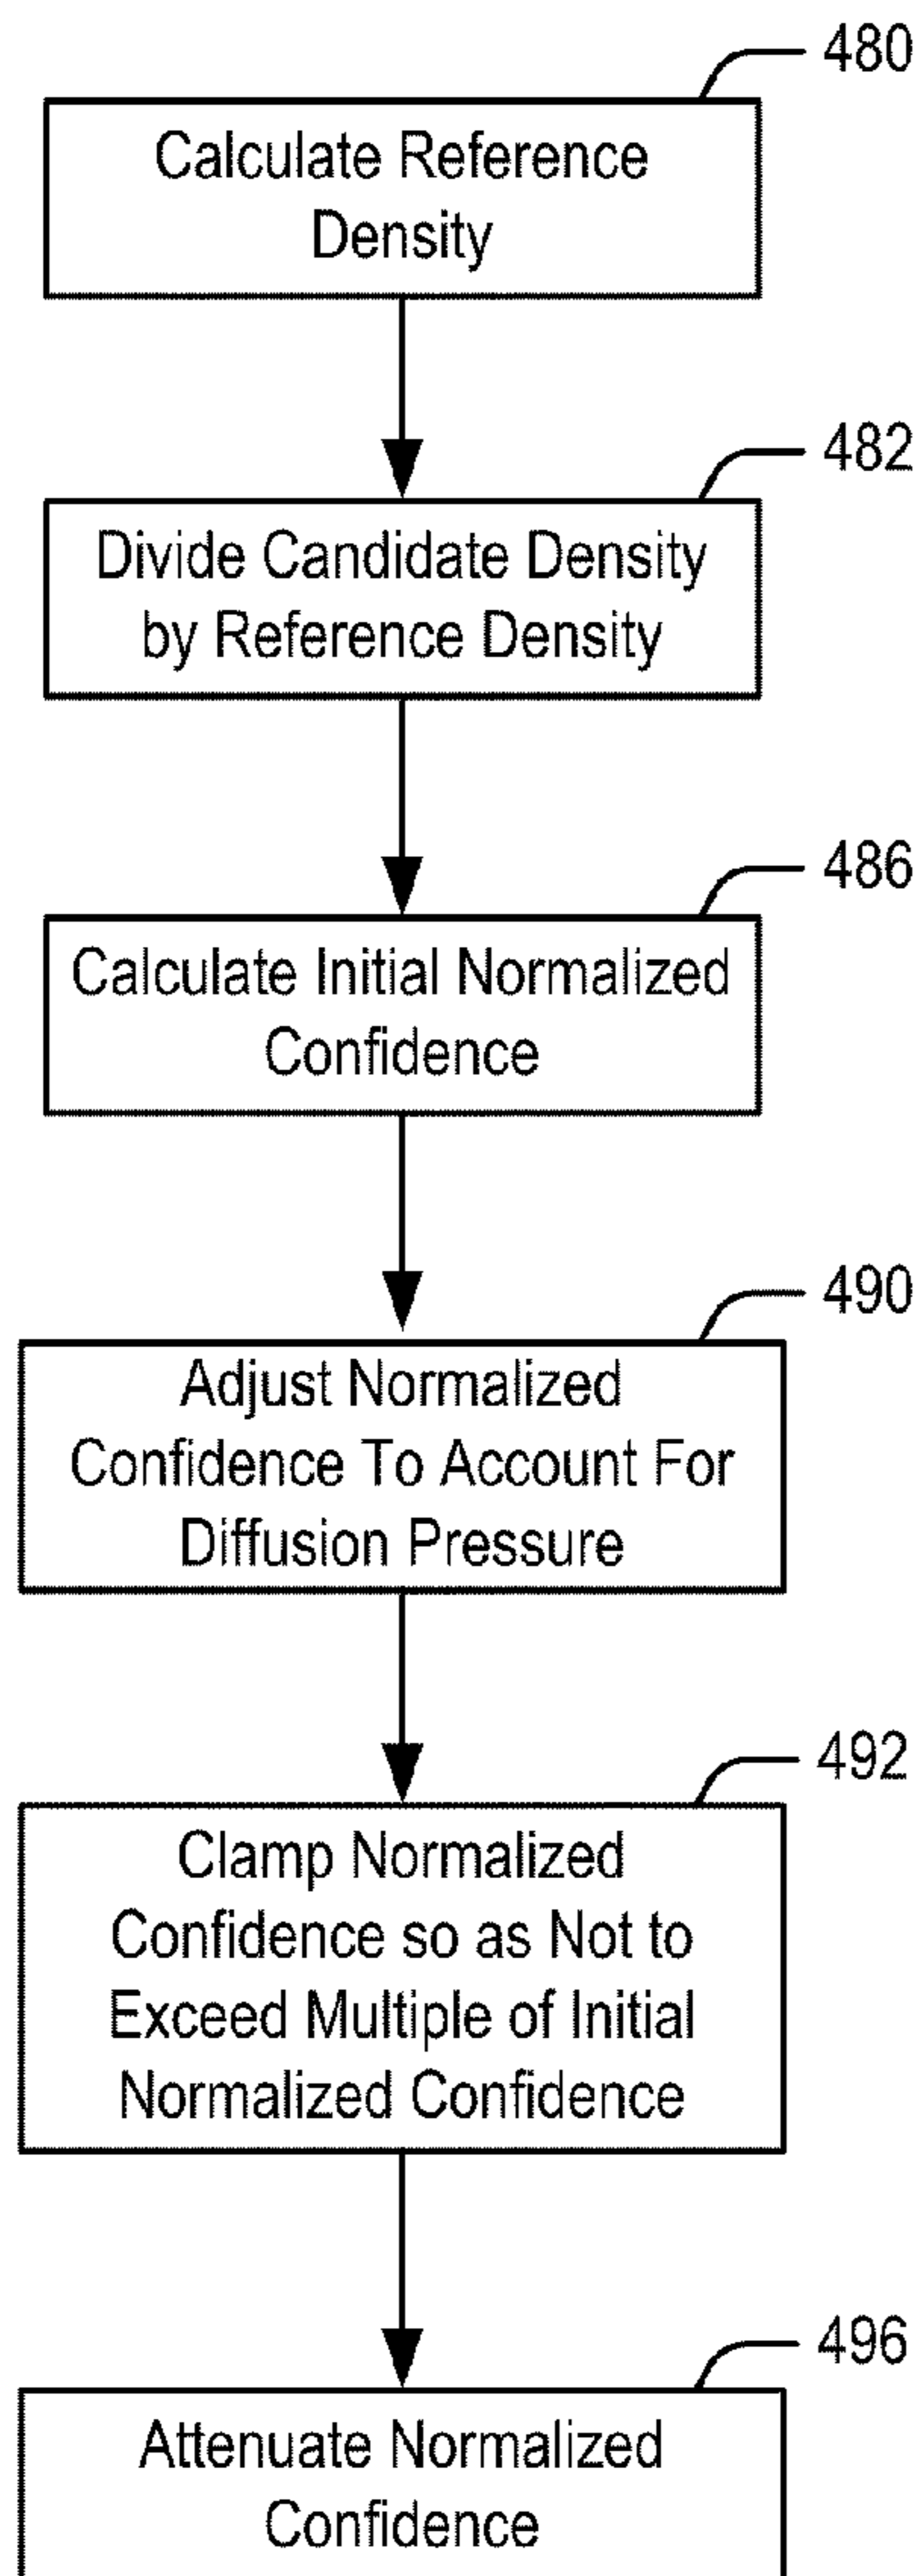 480
Calculate Reference
Density
482
Divide Candidate Density
by Reference Density
486
Calculate Initial Normalized
Confidence
490
Adjust Normalized
Confidence To Account For
Diffusion Pressure
492
Clamp Normalized
Confidence so as Not to
Exceed Multiple of Initial
Normalized Confidence
496
Attenuate Normalized
Confidence